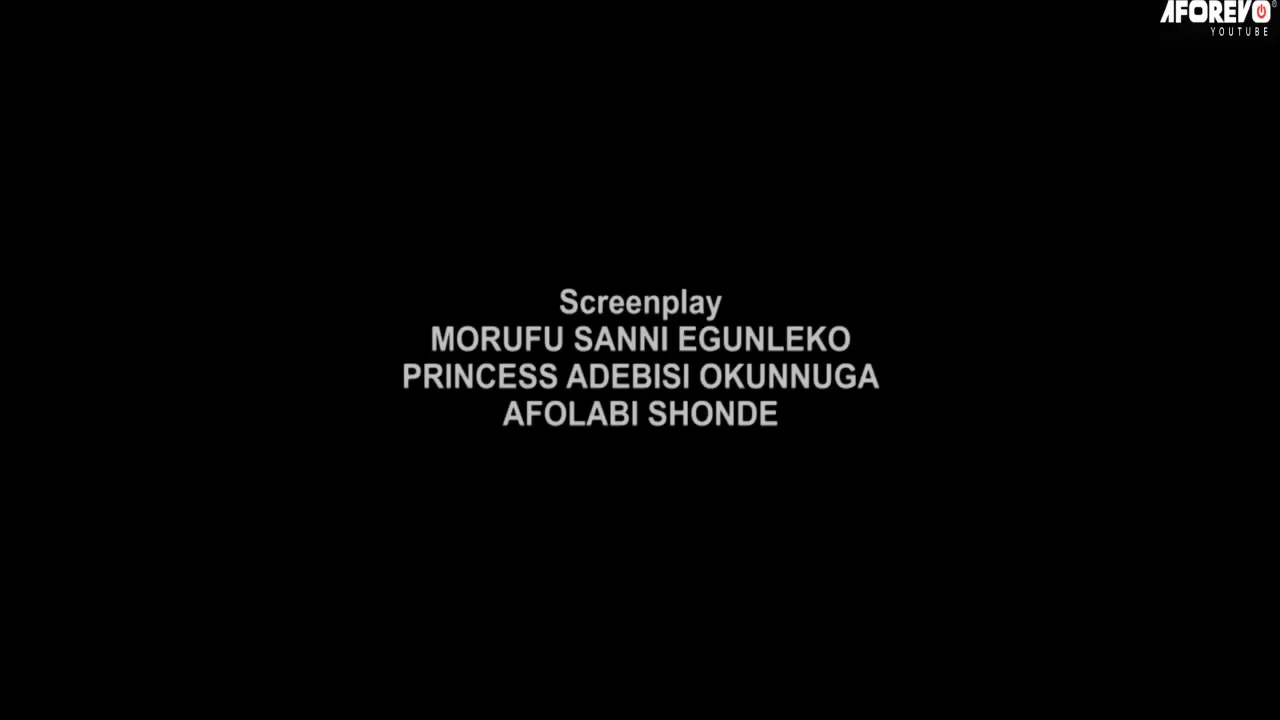 AFOREVO
YOUTUBE
Screenplay
MORUFU SANNI EGUNLEKO
PRINCESS ADEBISI OKUNNUGA
AFOLABI SHONDE